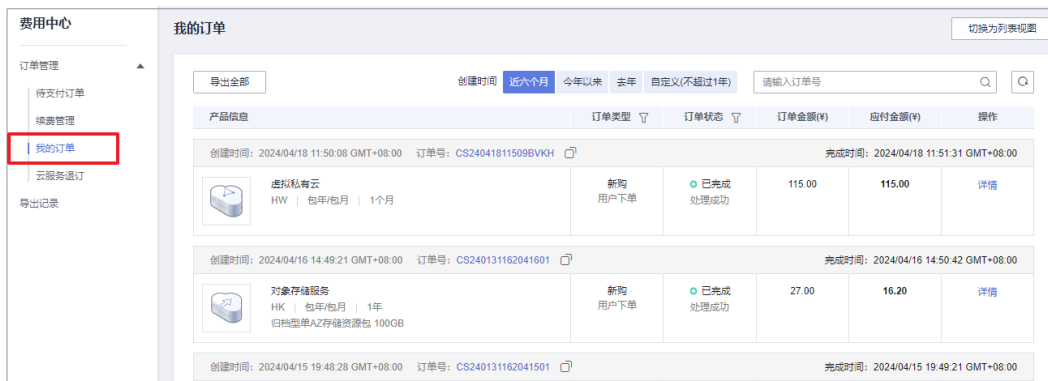 费用中心
我的订单
切换为列表视图
订单管理
待支付订单
续费管理
我的订单
云服务退订
导出记录
导出全部
创建时间 近六个月 今年以来 去年 自定义(不超过1年) 请输入订单号
产品信息 订单类型 订单状态 订单金额(¥) 应付金额(¥) 操作
创建时间：2024/04/18 11:50:08 GMT+08:00 订单号：CS24041811509BVKH 完成时间：2024/04/18 11:51:31 GMT+08:00
虚拟私有云 新购 已完成 115.00 115.00 详情
HW | 包年/包月 | 1个月 用户下单 处理成功
创建时间：2024/04/16 14:49:21 GMT+08:00 订单号：CS240131162041601 完成时间：2024/04/16 14:50:42 GMT+08:00
对象存储服务 新购 已完成 27.00 16.20 详情
HK | 包年/包月 | 1年 用户下单 处理成功
归档型单AZ存储资源包 100GB
创建时间：2024/04/15 19:48:28 GMT+08:00 订单号：CS240131162041501 完成时间：2024/04/15 19:49:21 GMT+08:00